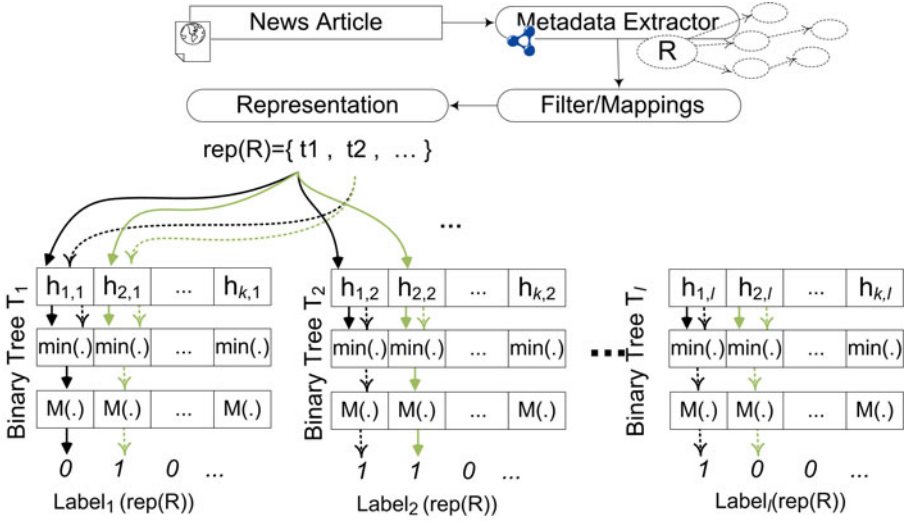 News Article
Metadata Extractor
R
Representation
Filter/Mappings
rep(R)={ t1 , t2 , ... }
...
Binary Tree T1
h1,1 h2,1 ... hk,1
min(.) min(.) ... min(.)
M(.) M(.) ... M(.)
0 1 0 ...
Label1 (rep(R))
Binary Tree T2
h1,2 h2,2 ... hk,2
min(.) min(.) ... min(.)
M(.) M(.) ... M(.)
1 1 0 ...
Label2 (rep(R))
...
Binary Tree Tl
h1,l h2,l ... hk,l
min(.) min(.) ... min(.)
M(.) M(.) ... M(.)
1 0 0 ...
Labell(rep(R))